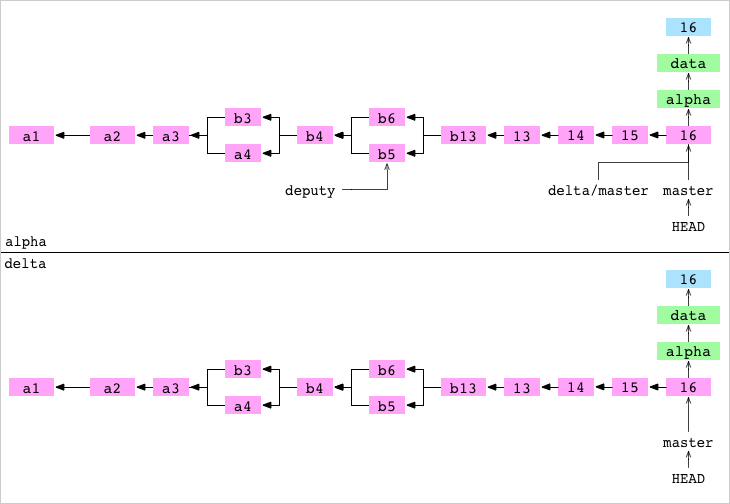 16
data
alpha
b3 b6
a1 a2 a3 b4 b13 13 14 15 16
a4 b5
deputy delta/master master
HEAD
alpha
delta
16
data
alpha
b3 b6
a1 a2 a3 b4 b13 13 14 15 16
a4 b5
master
HEAD